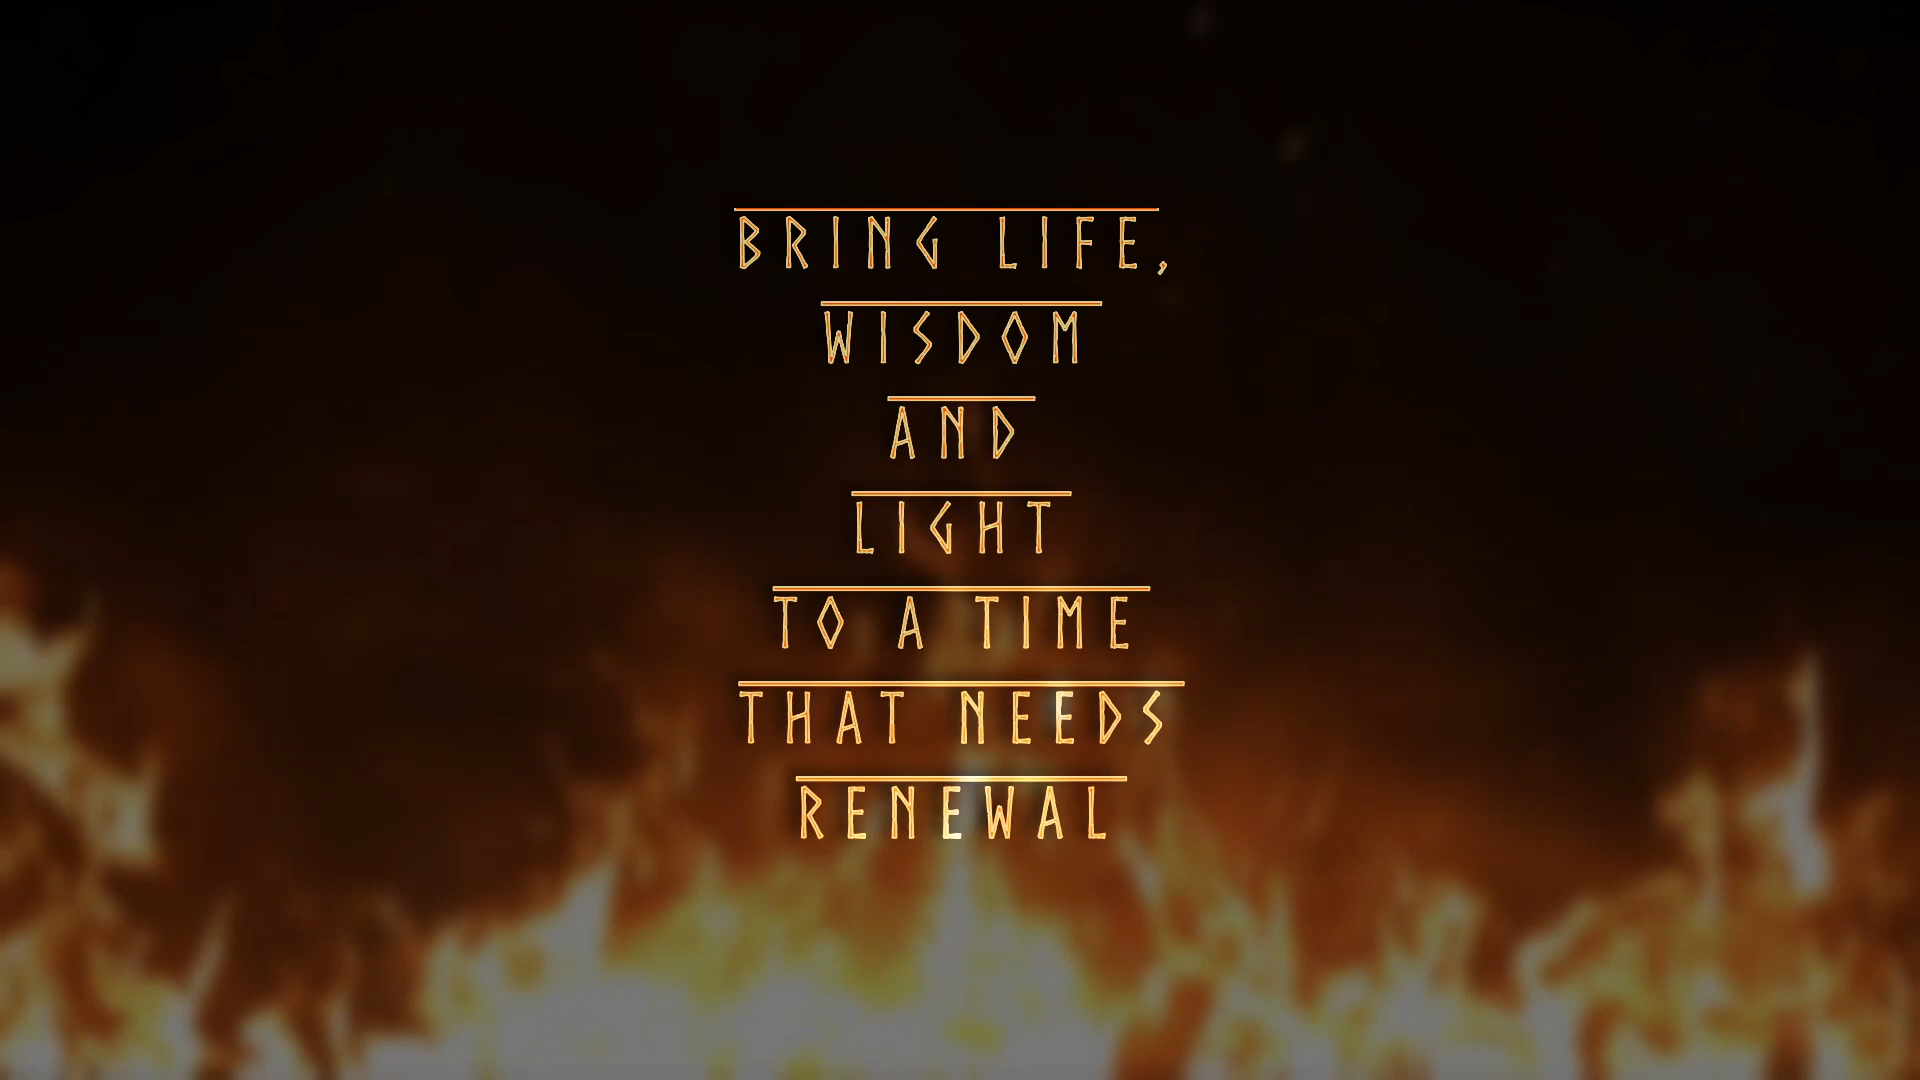 BRING LIFE,
WISDOM
AND
LIGHT
TO A TIME
THAT NEEDS
RENEWAL